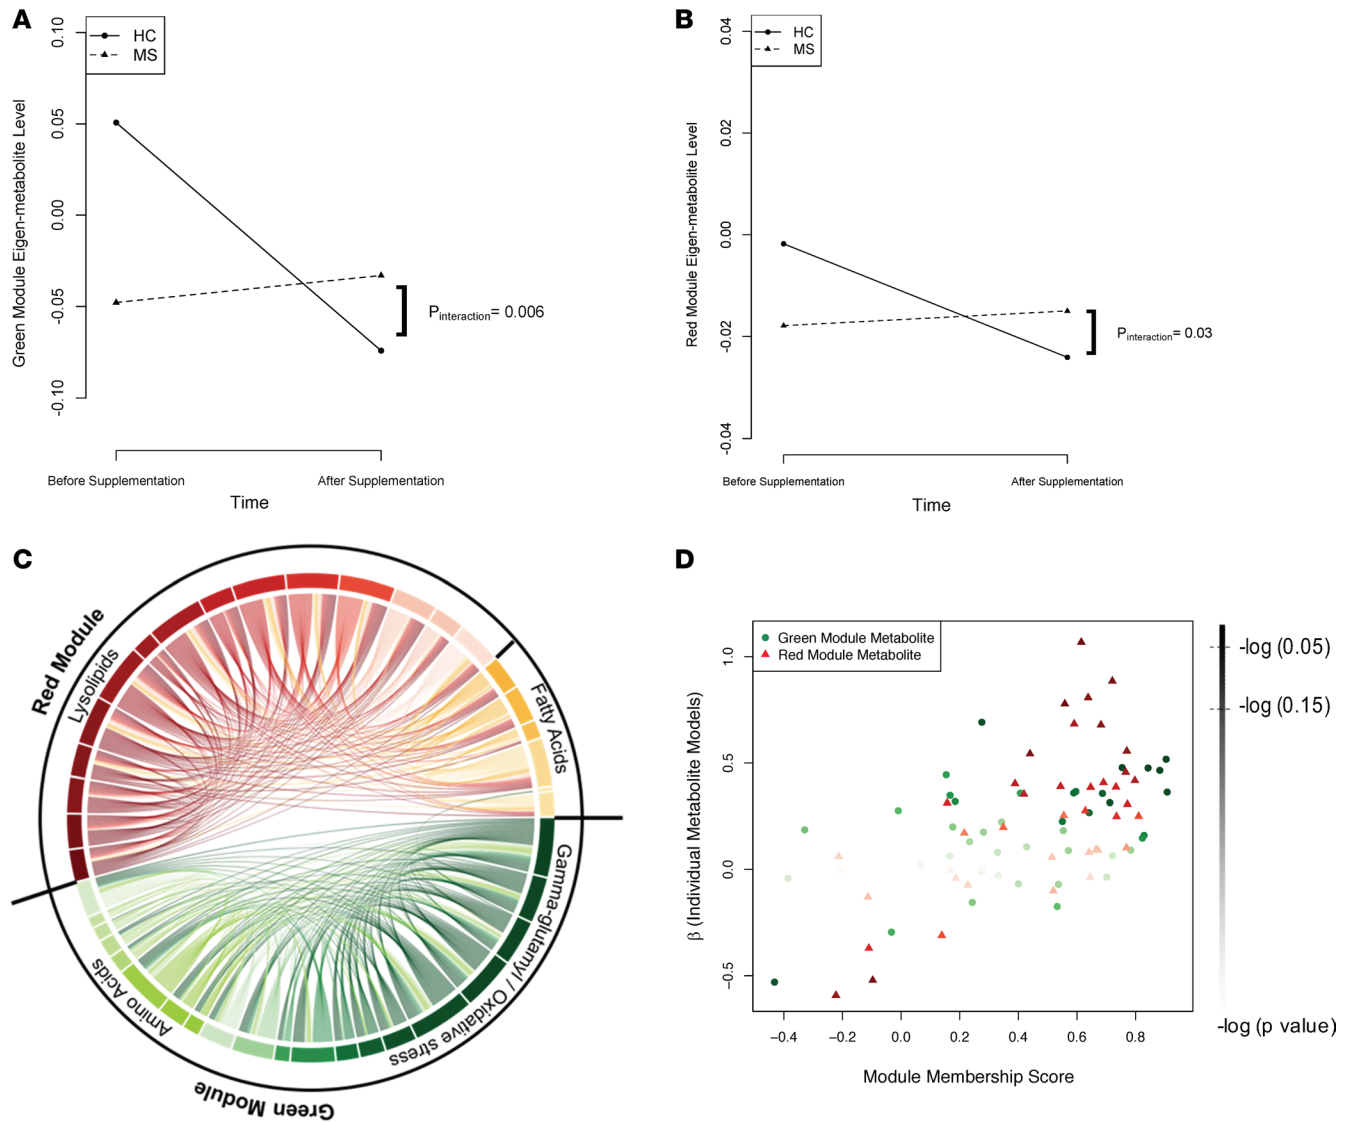 A
HC
MS
0.10
0.05
0.00
-0.05
-0.10
Green Module Eigen-metabolite Level
Pinteraction= 0.006
Before Supplementation
After Supplementation
Time
B
HC
MS
0.04
0.02
0.00
-0.02
-0.04
Red Module Eigen-metabolite Level
Pinteraction= 0.03
Before Supplementation
After Supplementation
Time
C
Red Module
Lysolipids
Fatty Acids
Gamma-glutamyl / Oxidative stress
Amino Acids
Green Module
D
Green Module Metabolite
Red Module Metabolite
1.0
0.5
0.0
−0.5
β (Individual Metabolite Models)
−0.4
−0.2
0.0
0.2
0.4
0.6
0.8
Module Membership Score
-log (0.05)
-log (0.15)
-log (p value)